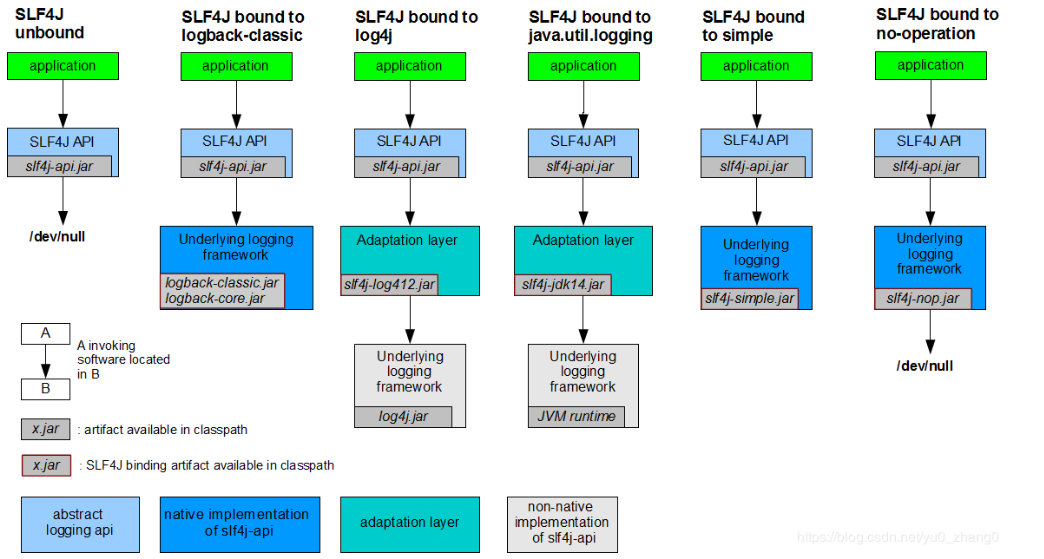 SLF4J
unbound
SLF4J bound to
logback-classic
SLF4J bound to
log4j
SLF4J bound to
java.util.logging
SLF4J bound
to simple
SLF4J bound to
no-operation
application
application
application
application
application
application
SLF4J API
slf4j-api.jar
SLF4J API
slf4j-api.jar
SLF4J API
slf4j-api.jar
SLF4J API
slf4j-api.jar
SLF4J API
slf4j-api.jar
SLF4J API
slf4j-api.jar
/dev/null
Underlying logging
framework
logback-classic.jar
logback-core.jar
Adaptation layer
slf4j-log412.jar
Adaptation layer
slf4j-jdk14.jar
Underlying
logging
framework
slf4j-simple.jar
Underlying
logging
framework
slf4j-nop.jar
Underlying
logging
framework
log4j.jar
Underlying
logging
framework
JVM runtime
/dev/null
A
B
A invoking
software located
in B
x.jar
: artifact available in classpath
x.jar
: SLF4J binding artifact available in classpath
abstract
logging api
native implementation
of slf4j-api
adaptation layer
non-native
implementation
of slf4j-api
https://blog.csdn.net/yu0_zhang0